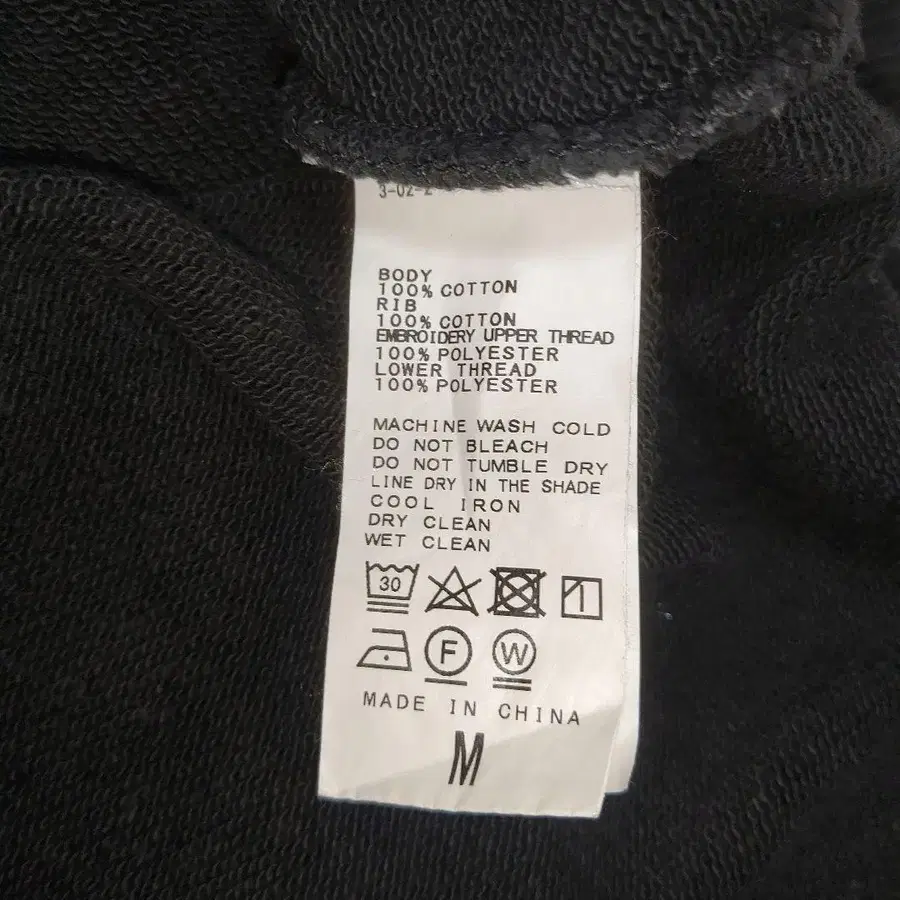 BODY
100% COTTON
RIB
100% COTTON
EMBROIDERY UPPER THREAD
100% POLYESTER
LOWER THREAD
100% POLYESTER
MACHINE WASH COLD
DO NOT BLEACH
DO NOT TUMBLE DRY
LINE DRY IN THE SHADE
COOL IRON
DRY CLEAN
WET CLEAN
30
F W
MADE IN CHINA
M